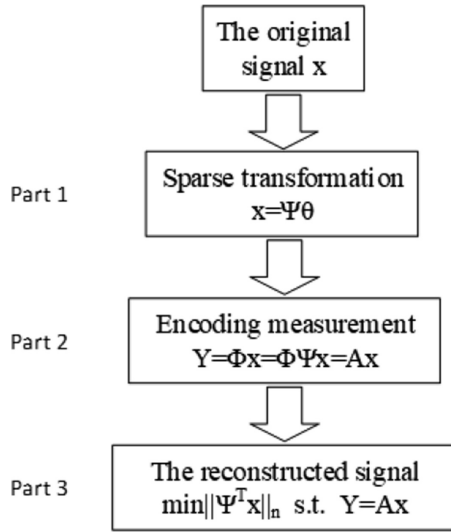 The original
signal x
Part 1
Sparse transformation
x=Ψθ
Part 2
Encoding measurement
Y=Φx=ΦΨx=Ax
Part 3
The reconstructed signal
min||Ψᵀx||ₙ s.t. Y=Ax